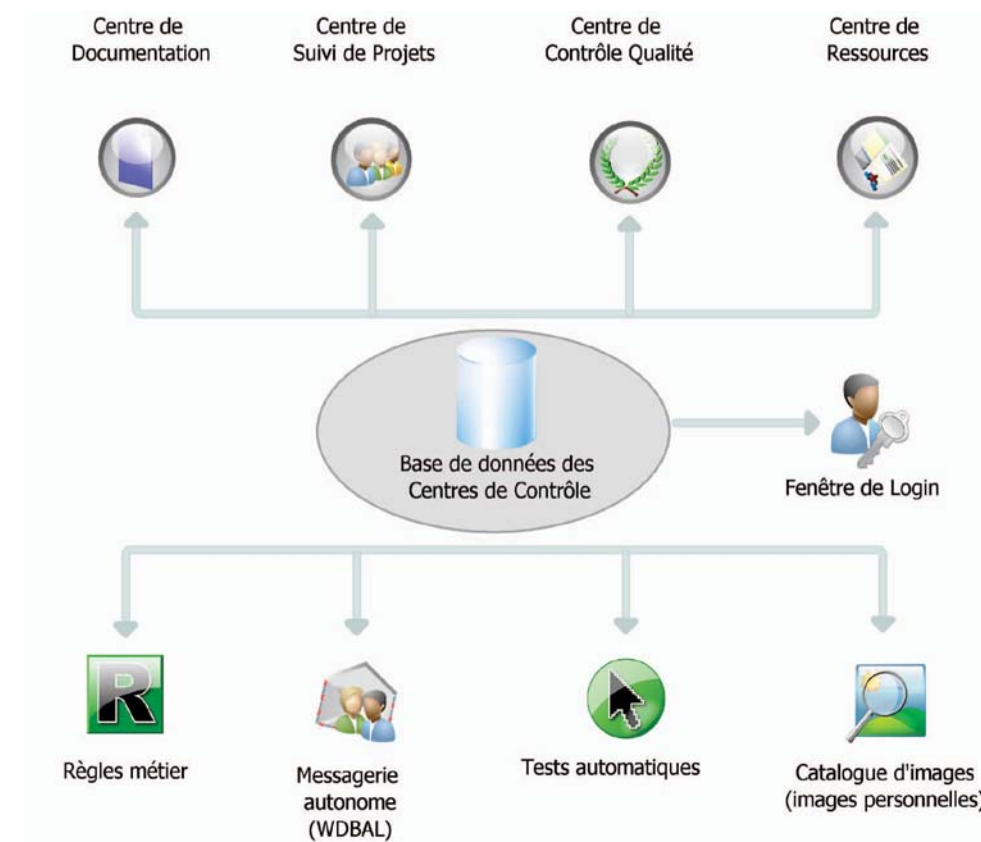 Centre de
Documentation
Centre de
Suivi de Projets
Centre de
Contrôle Qualité
Centre de
Ressources
Base de données des
Centres de Contrôle
Fenêtre de Login
R
Règles métier
Messagerie
autonome
(WDBAL)
Tests automatiques
Catalogue d'images
(images personnelles)